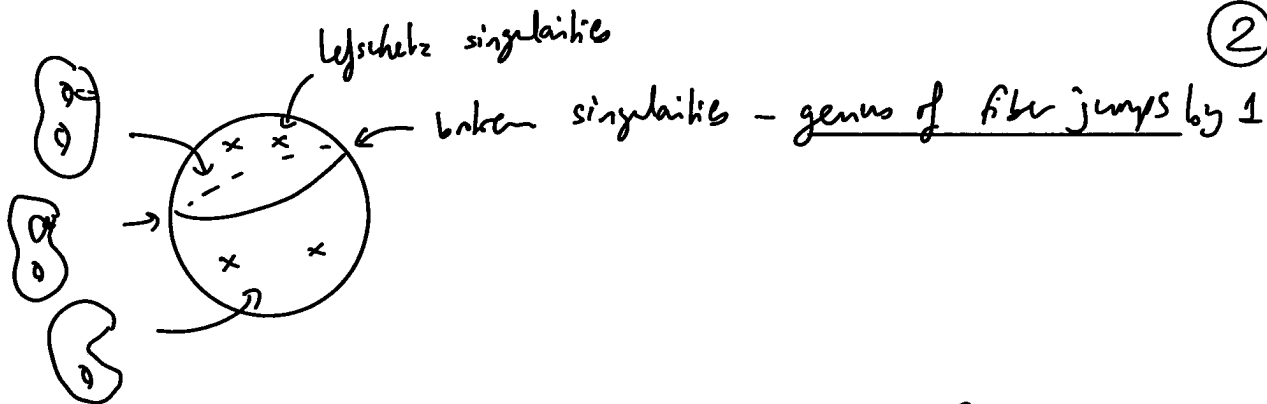 ②
Lefschetz singularities
broken singularities - genus of fiber jumps by 1